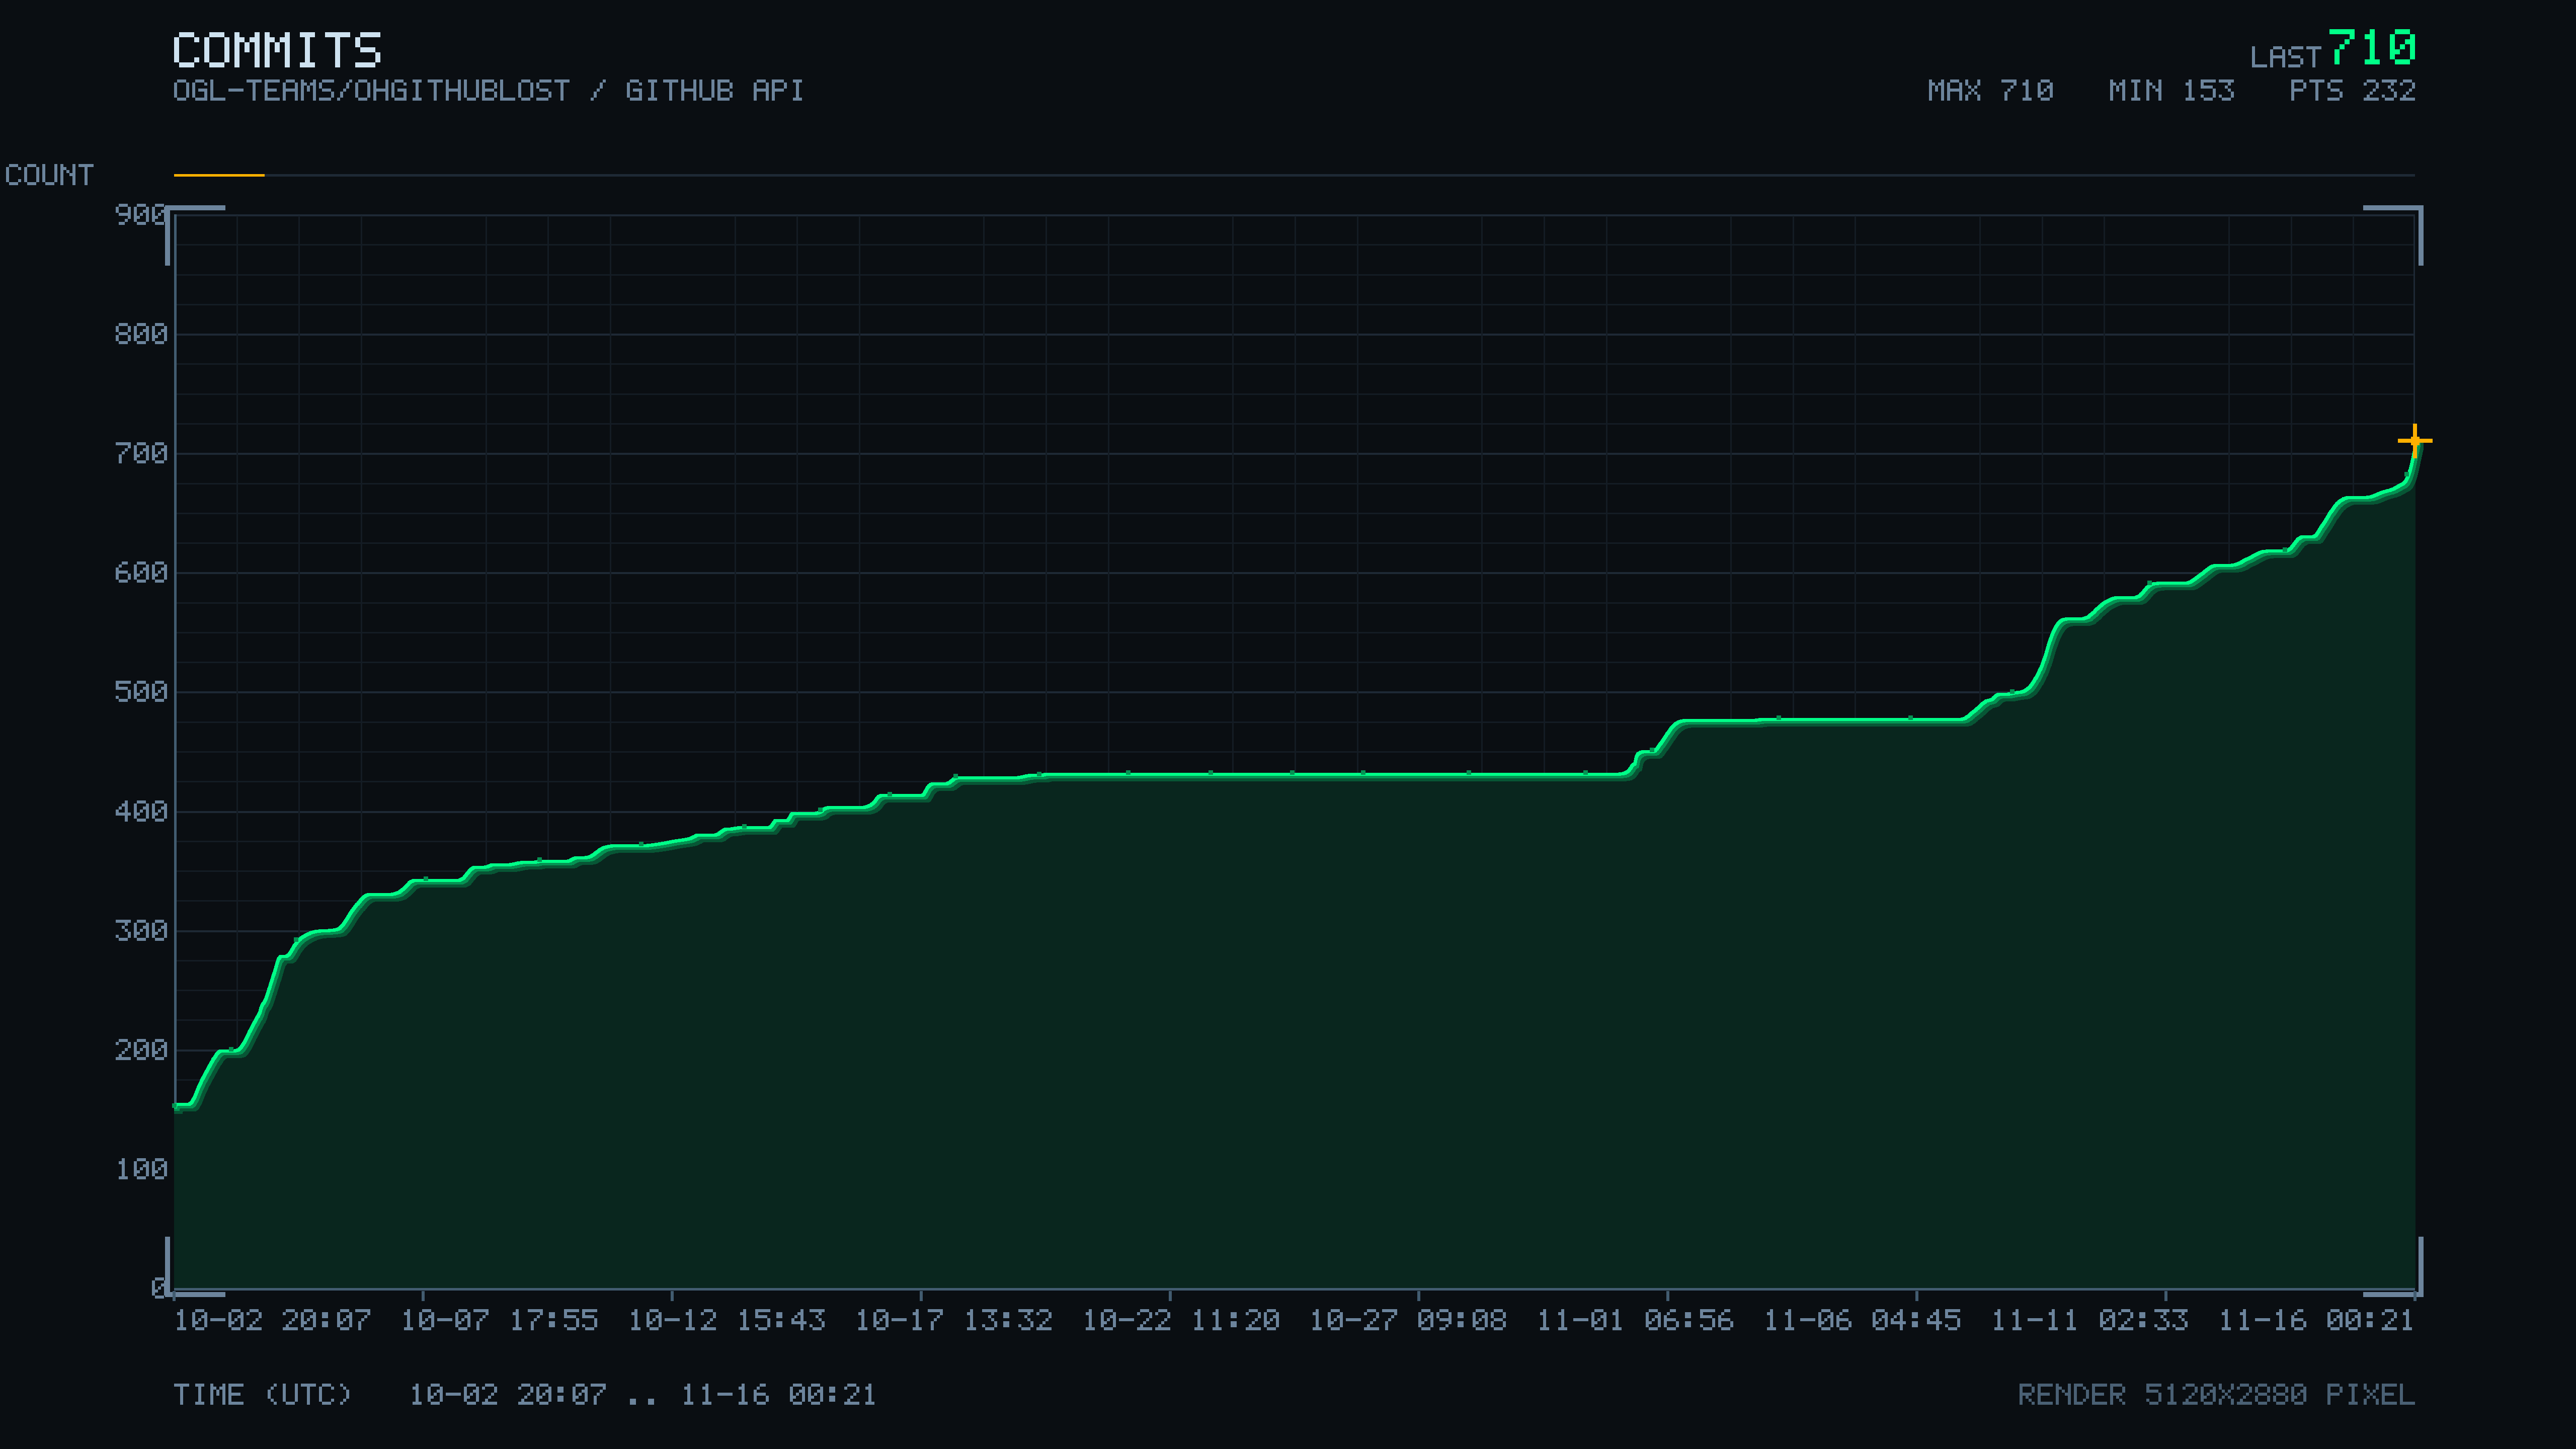 COMMITS
LAST 710
OGL-TEAMS/OHGITHUBLOST / GITHUB API
MAX 710 MIN 153 PTS 232
COUNT
900
800
700
600
500
400
300
200
100
0
10-02 20:07 10-07 17:55 10-12 15:43 10-17 13:32 10-22 11:20 10-27 09:08 11-01 06:56 11-06 04:45 11-11 02:33 11-16 00:21
TIME (UTC) 10-02 20:07 .. 11-16 00:21
RENDER 5120X2880 PIXEL